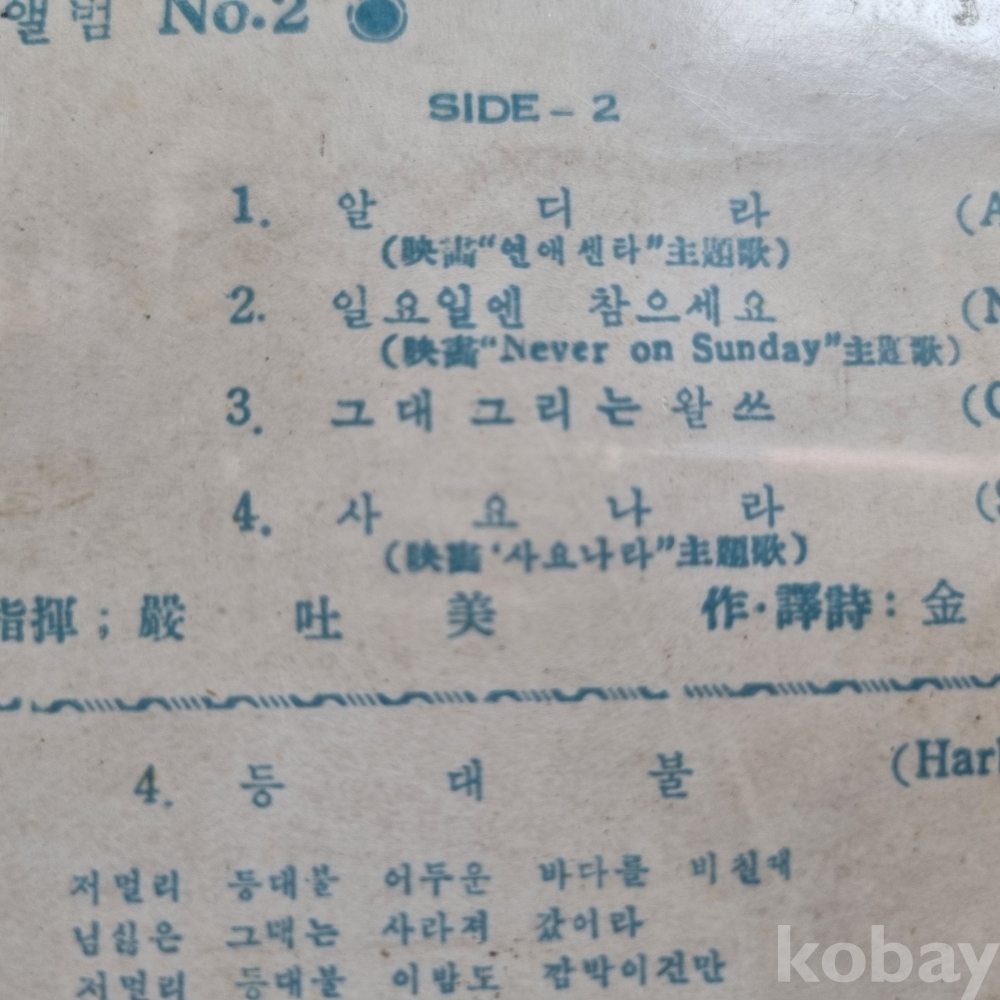 앨범 No.2
SIDE - 2
1. 알디라 (A
(映畵"연애센타"主題歌)
2. 일요일엔 참으세요 (N
(映畵"Never on Sunday"主題歌)
3. 그대 그리는 왈쓰 (
4. 사요나라 (S
(映畵'사요나라"主題歌)
指揮; 嚴吐美 作·譯詩: 金
4. 등대불 (Harb
저멀리 등대불 어두운 바다를 비칠때
님실은 그배는 사라져 갔어라
저멀리 등대불 이밤도 깜박이건만
kobay